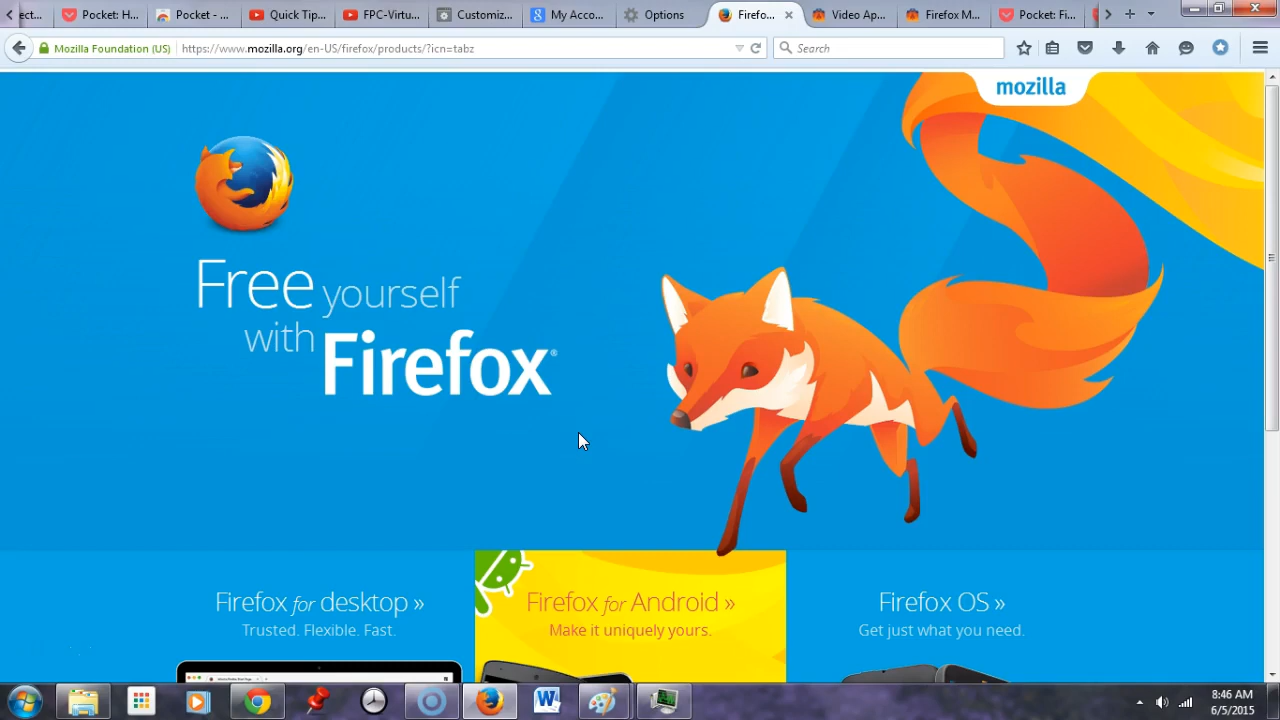 ect...
Pocket: H...
Pocket - ...
Quick Tip...
FPC-Virtu...
Customiz...
My Acco...
Options
Firefo...
Video Ap...
Firefox M...
Pocket: Fi...
Mozilla Foundation (US)
https://www.mozilla.org/en-US/firefox/products/?icn=tabz
Search
mozilla
Free yourself
with Firefox®
Firefox for desktop »
Trusted. Flexible. Fast.
Firefox for Android »
Make it uniquely yours.
Firefox OS »
Get just what you need.
8:46 AM
6/5/2015